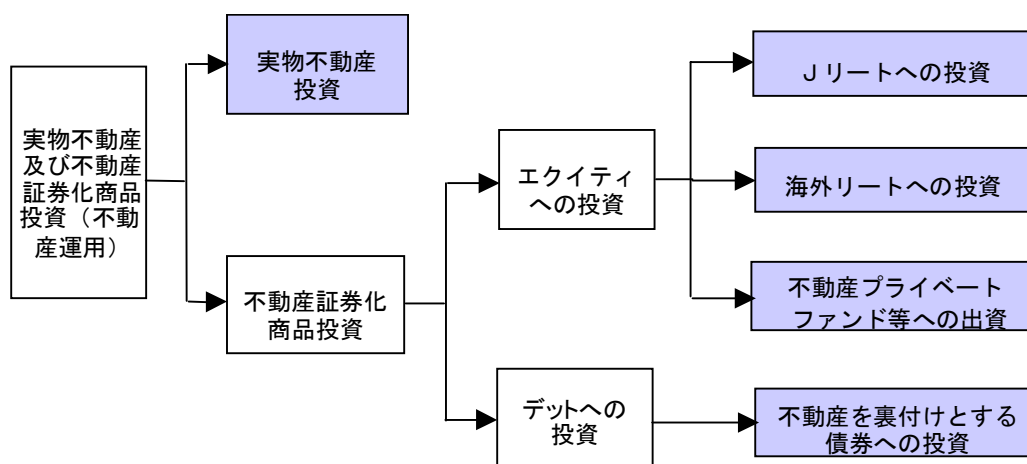 実物不動産
及び不動産
証券化商品
投資（不動
産運用）
実物不動産
投資
不動産証券化
商品投資
エクイティ
への投資
デットへの
投資
Ｊリートへの投資
海外リートへの投資
不動産プライベート
ファンド等への出資
不動産を裏付けとする
債券への投資